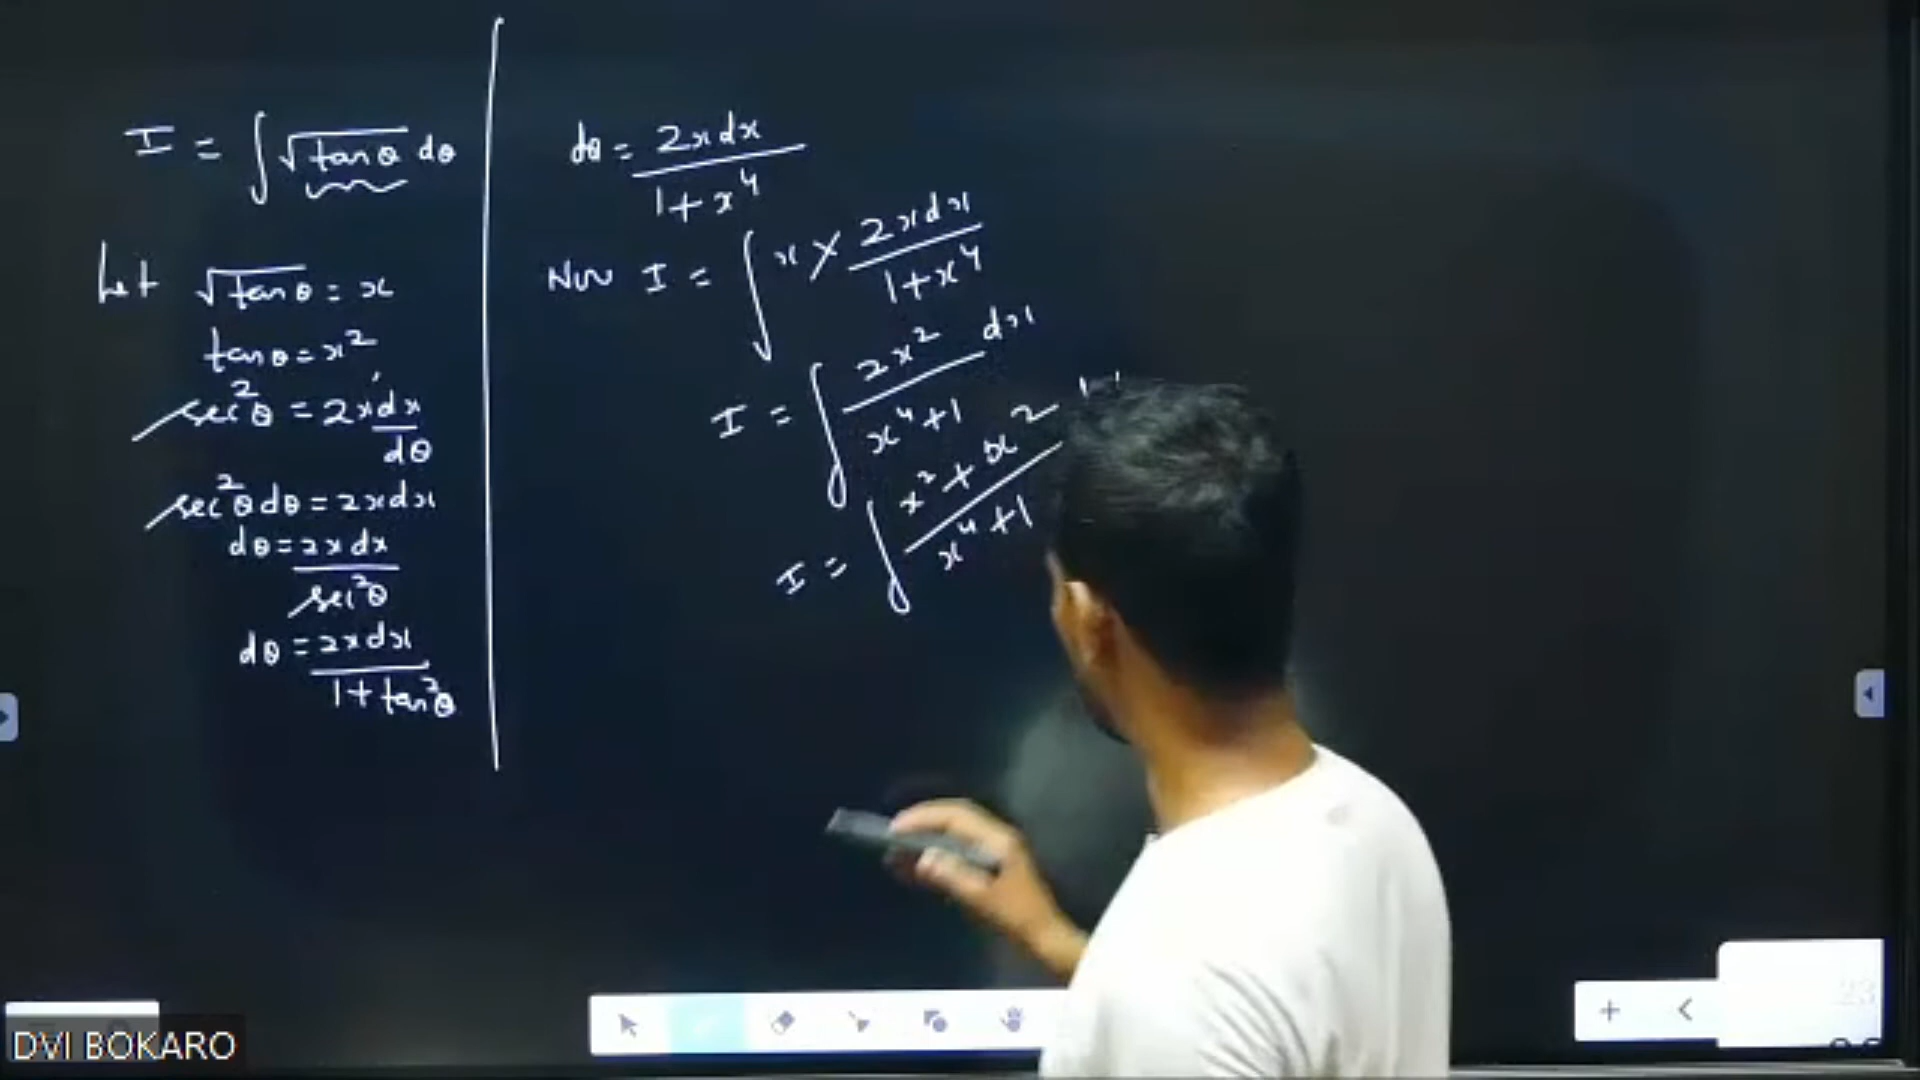 I = ∫ √tanθ dθ
Let √tanθ = x
tanθ = x²
sec²θ = 2x dx/dθ
sec²θ dθ = 2x dx
dθ = 2x dx/sec²θ
dθ = 2x dx/1 + tan²θ
dθ = 2x dx/1 + x⁴
Now I = ∫ x × 2x dx/1 + x⁴
I = ∫ 2x²/x⁴ + 1 dx
I = ∫ x² + x²/x⁴ + 1
DVI BOKARO